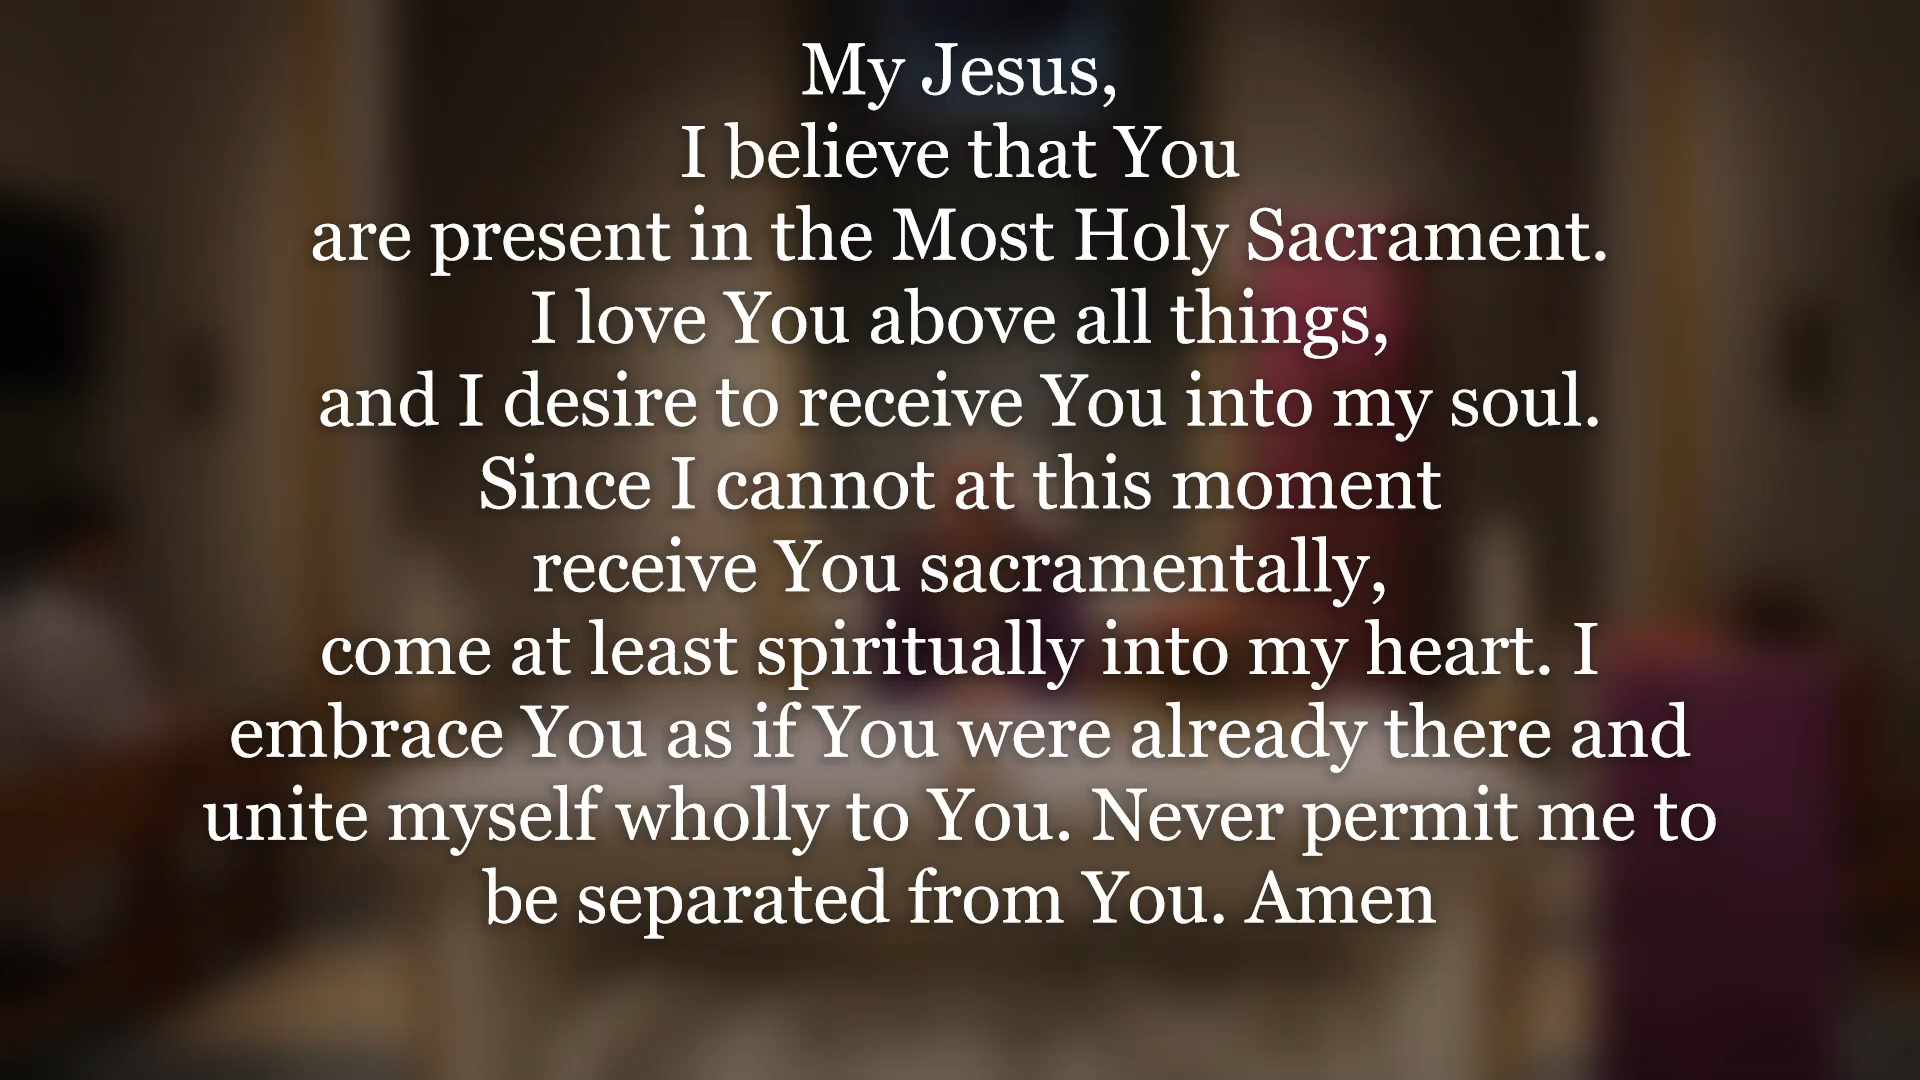 My Jesus,
I believe that You
are present in the Most Holy Sacrament.
I love You above all things,
and I desire to receive You into my soul.
Since I cannot at this moment
receive You sacramentally,
come at least spiritually into my heart. I
embrace You as if You were already there and
unite myself wholly to You. Never permit me to
be separated from You. Amen